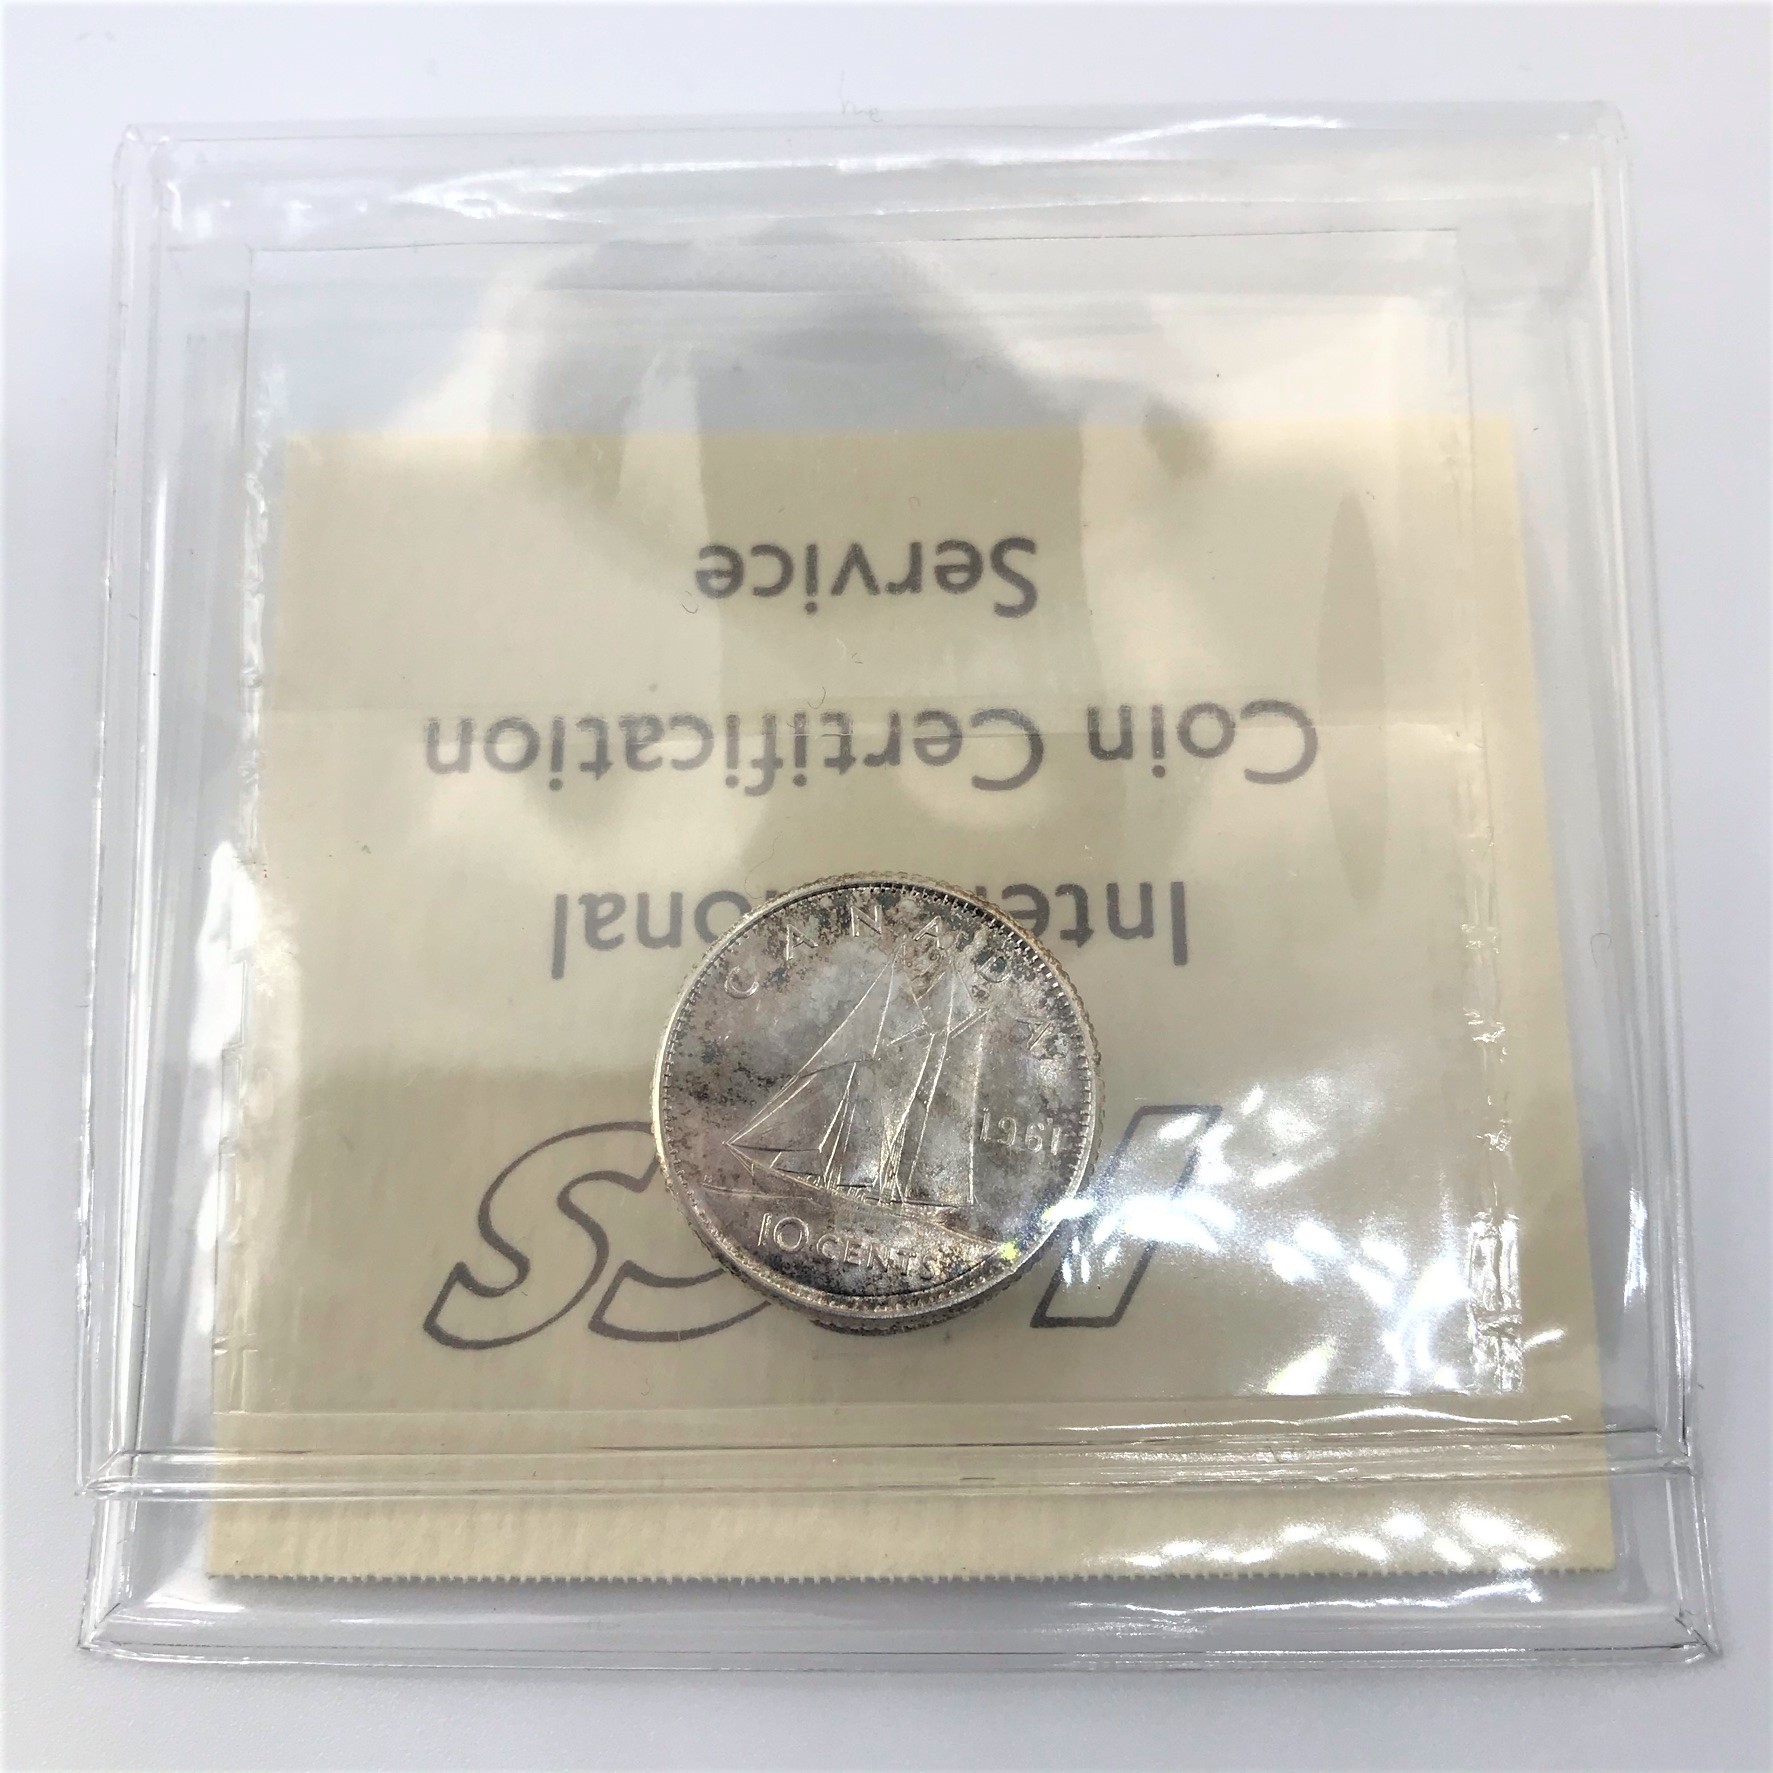 ICCS
International
Coin Certification
Service
CANADA
1961
10 CENTS